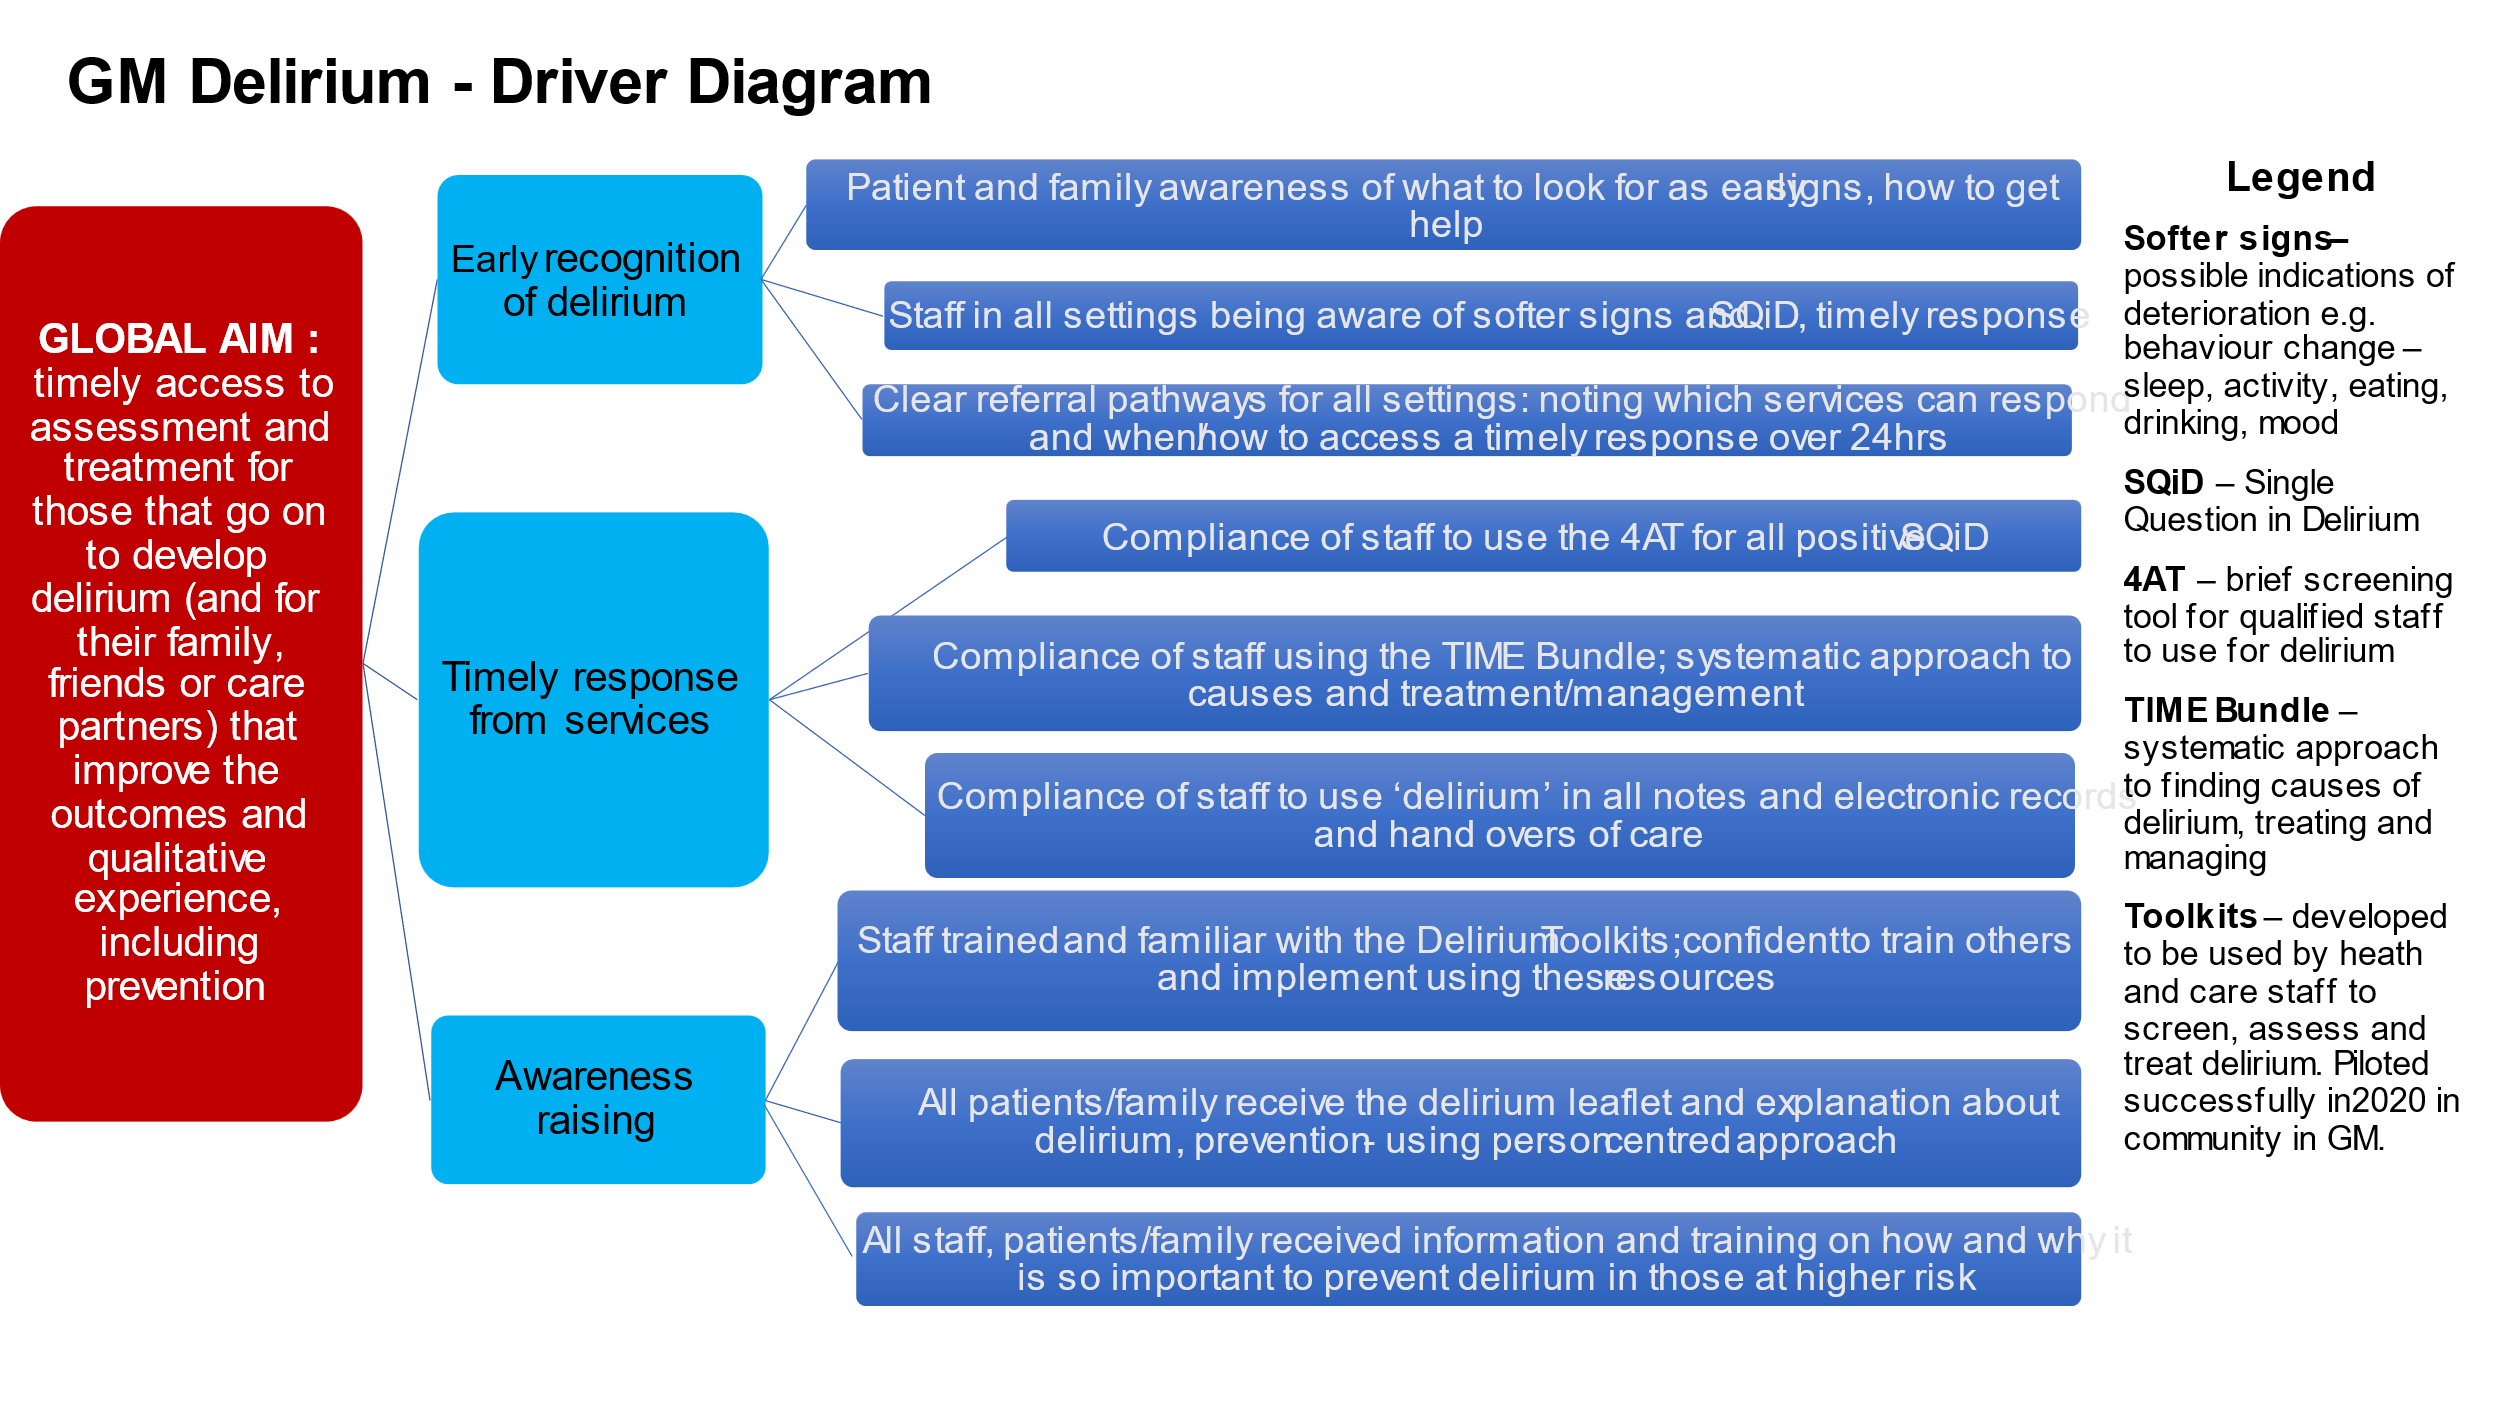 GM Delirium - Driver Diagram
GLOBAL AIM :
timely access to
assessment and
treatment for
those that go on
to develop
delirium (and for
their family,
friends or care
partners) that
improve the
outcomes and
qualitative
experience,
including
prevention
Early recognition
of delirium
Patient and family awareness of what to look for as early signs, how to get
help
Staff in all settings being aware of softer signs and SQiD, timely response
Clear referral pathways for all settings: noting which services can respond
and when/how to access a timely response over 24hrs
Timely response
from services
Compliance of staff to use the 4AT for all positive SQiD
Compliance of staff using the TIME Bundle; systematic approach to
causes and treatment/management
Compliance of staff to use ‘delirium’ in all notes and electronic records
and hand overs of care
Awareness
raising
Staff trained and familiar with the Delirium Toolkits; confident to train others
and implement using these resources
All patients/family receive the delirium leaflet and explanation about
delirium, prevention - using person centred approach
All staff, patients/family received information and training on how and why it
is so important to prevent delirium in those at higher risk
Legend
Softer signs –
possible indications of
deterioration e.g.
behaviour change –
sleep, activity, eating,
drinking, mood
SQiD – Single
Question in Delirium
4AT – brief screening
tool for qualified staff
to use for delirium
TIME Bundle –
systematic approach
to finding causes of
delirium, treating and
managing
Toolkits – developed
to be used by heath
and care staff to
screen, assess and
treat delirium. Piloted
successfully in2020 in
community in GM.